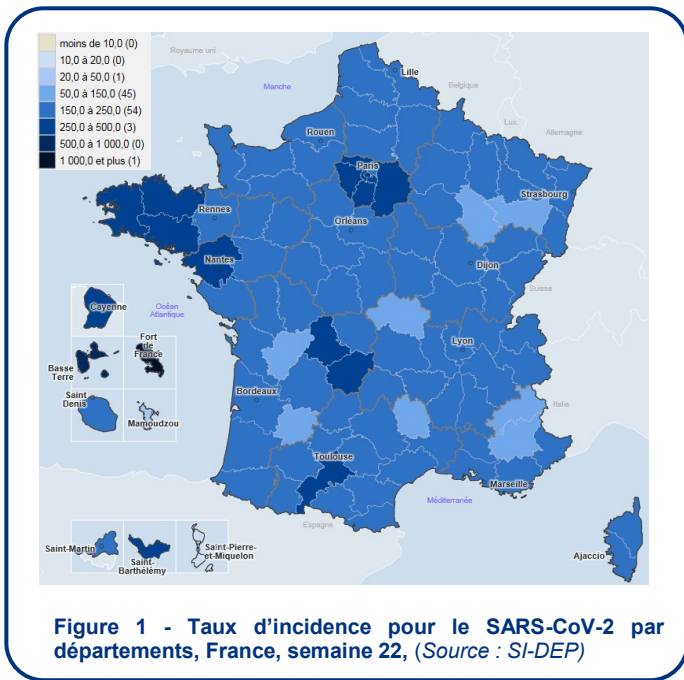 moins de 10,0 (0)
10,0 à 20,0 (0)
20,0 à 50,0 (1)
50,0 à 150,0 (45)
150,0 à 250,0 (54)
250,0 à 500,0 (3)
500,0 à 1 000,0 (0)
1 000,0 et plus (1)
Royaume uni
Manche
Lille
Belgique
Lux.
Allemagne
Rouen
Paris
Strasbourg
Rennes
Orléans
Nantes
Dijon
Suisse
Océan
Atlantique
Cayenne
Fort
de
France
Basse
Terre
Saint
Denis
Mamoudzou
Lyon
Bordeaux
Italie
Toulouse
Marseille
Méditerranée
Espagne
Ajaccio
Saint-Martin
Saint-
Barthélémy
Saint-Pierre-
et-Miquelon
Figure 1 - Taux d’incidence pour le SARS-CoV-2 par
départements, France, semaine 22, (Source : SI-DEP)